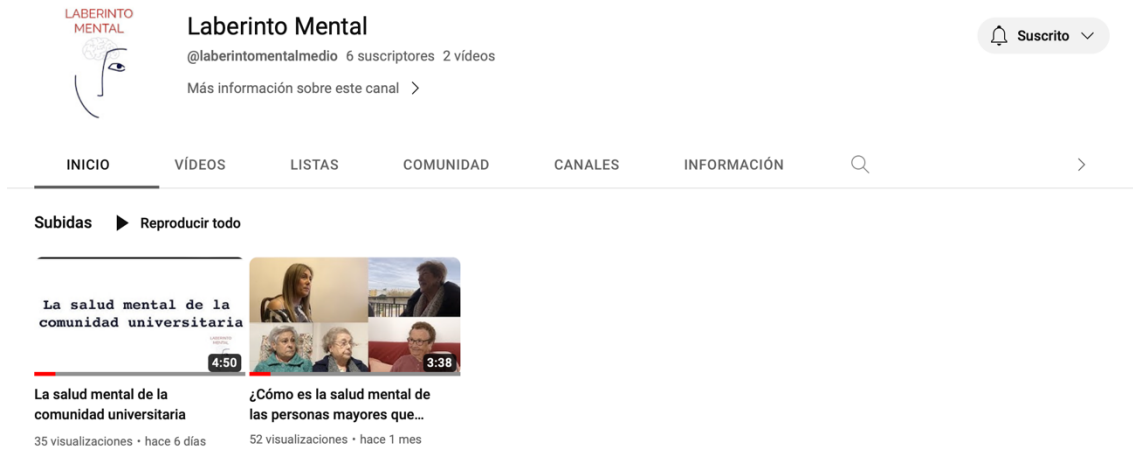 LABERINTO
MENTAL
Laberinto Mental
@laberintomentalmedio 6 suscriptores 2 vídeos
Más información sobre este canal
Suscrito
INICIO VÍDEOS LISTAS COMUNIDAD CANALES INFORMACIÓN
Subidas Reproducir todo
La salud mental de la
comunidad universitaria
LABERINTO
MENTAL
4:50
3:38
La salud mental de la
comunidad universitaria
35 visualizaciones • hace 6 días
¿Cómo es la salud mental de
las personas mayores que...
52 visualizaciones • hace 1 mes